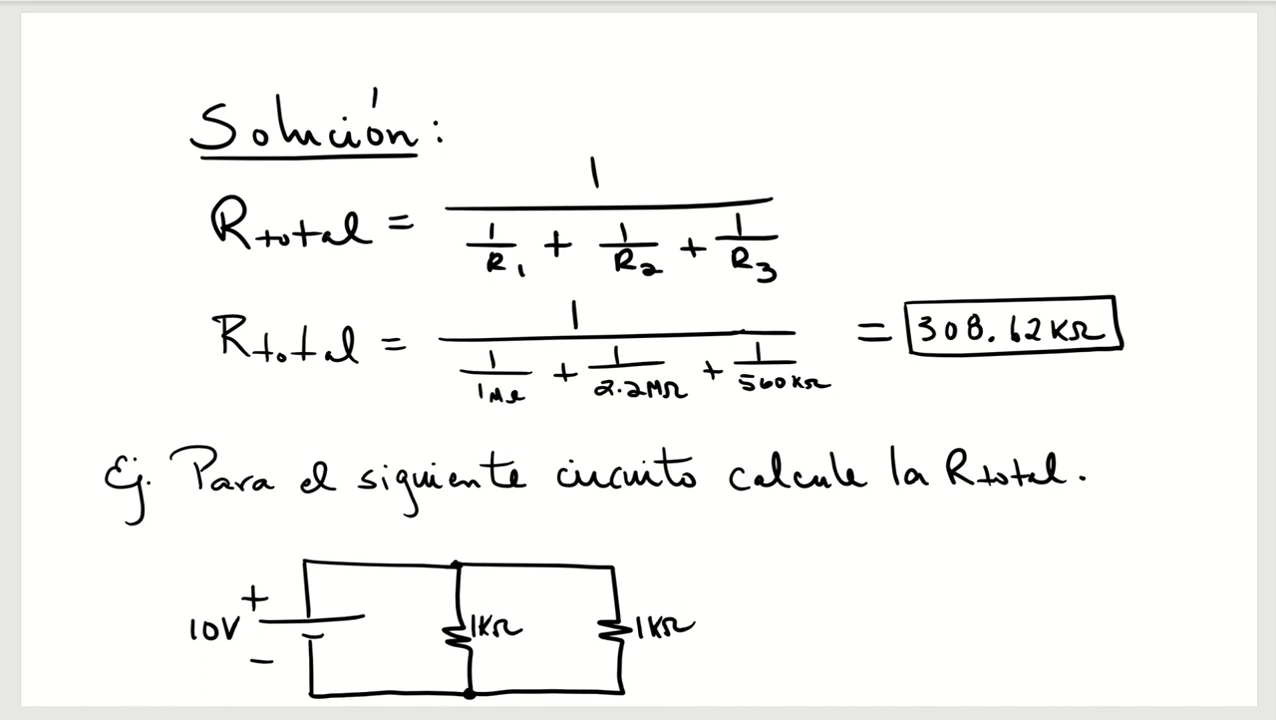 Solución:
Rtotal = 1 / (1/R1 + 1/R2 + 1/R3)
Rtotal = 1 / (1/1MΩ + 1/2.2MΩ + 1/560KΩ) = 308.62KΩ
Ej. Para el siguiente circuito calcule la Rtotal.
+
10V 1KΩ 1KΩ
-